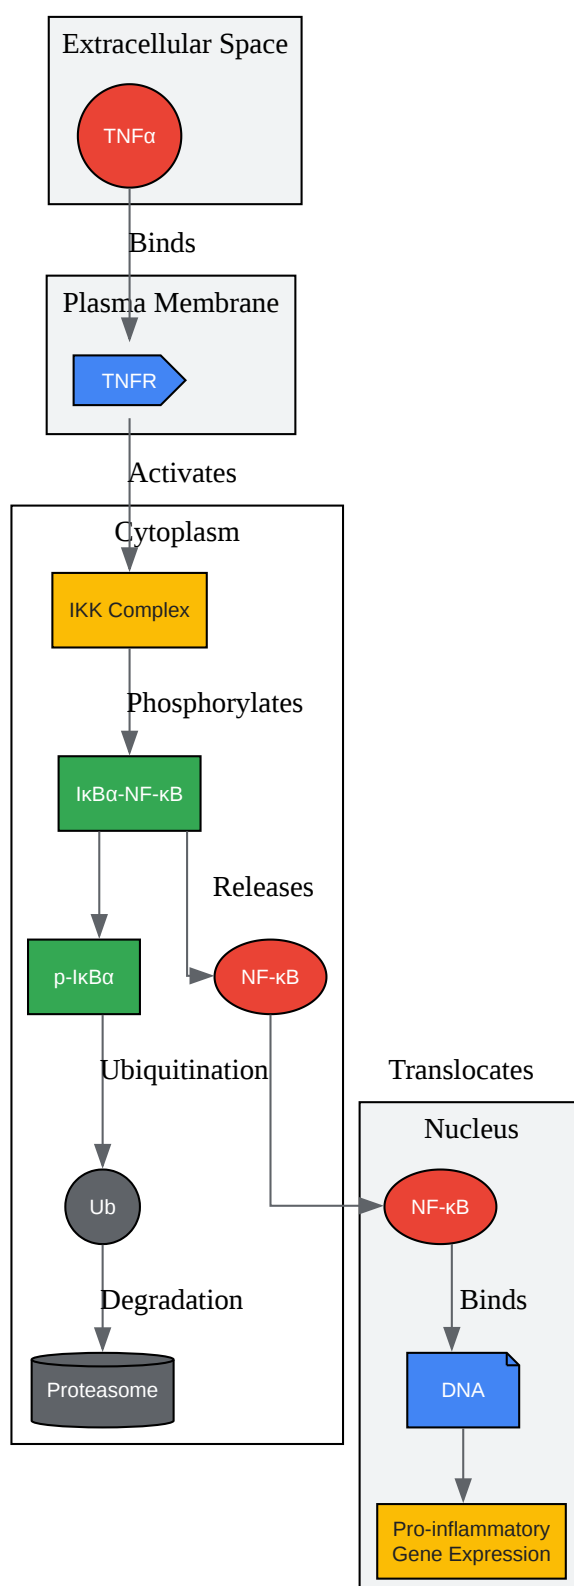 Extracellular Space
TNFα
Binds
Plasma Membrane
TNFR
Activates
Cytoplasm
IKK Complex
Phosphorylates
IκBα-NF-κB
Releases
p-IκBα
NF-κB
Ubiquitination
Translocates
Nucleus
Ub
NF-κB
Degradation
Binds
Proteasome
DNA
Pro-inflammatory
Gene Expression